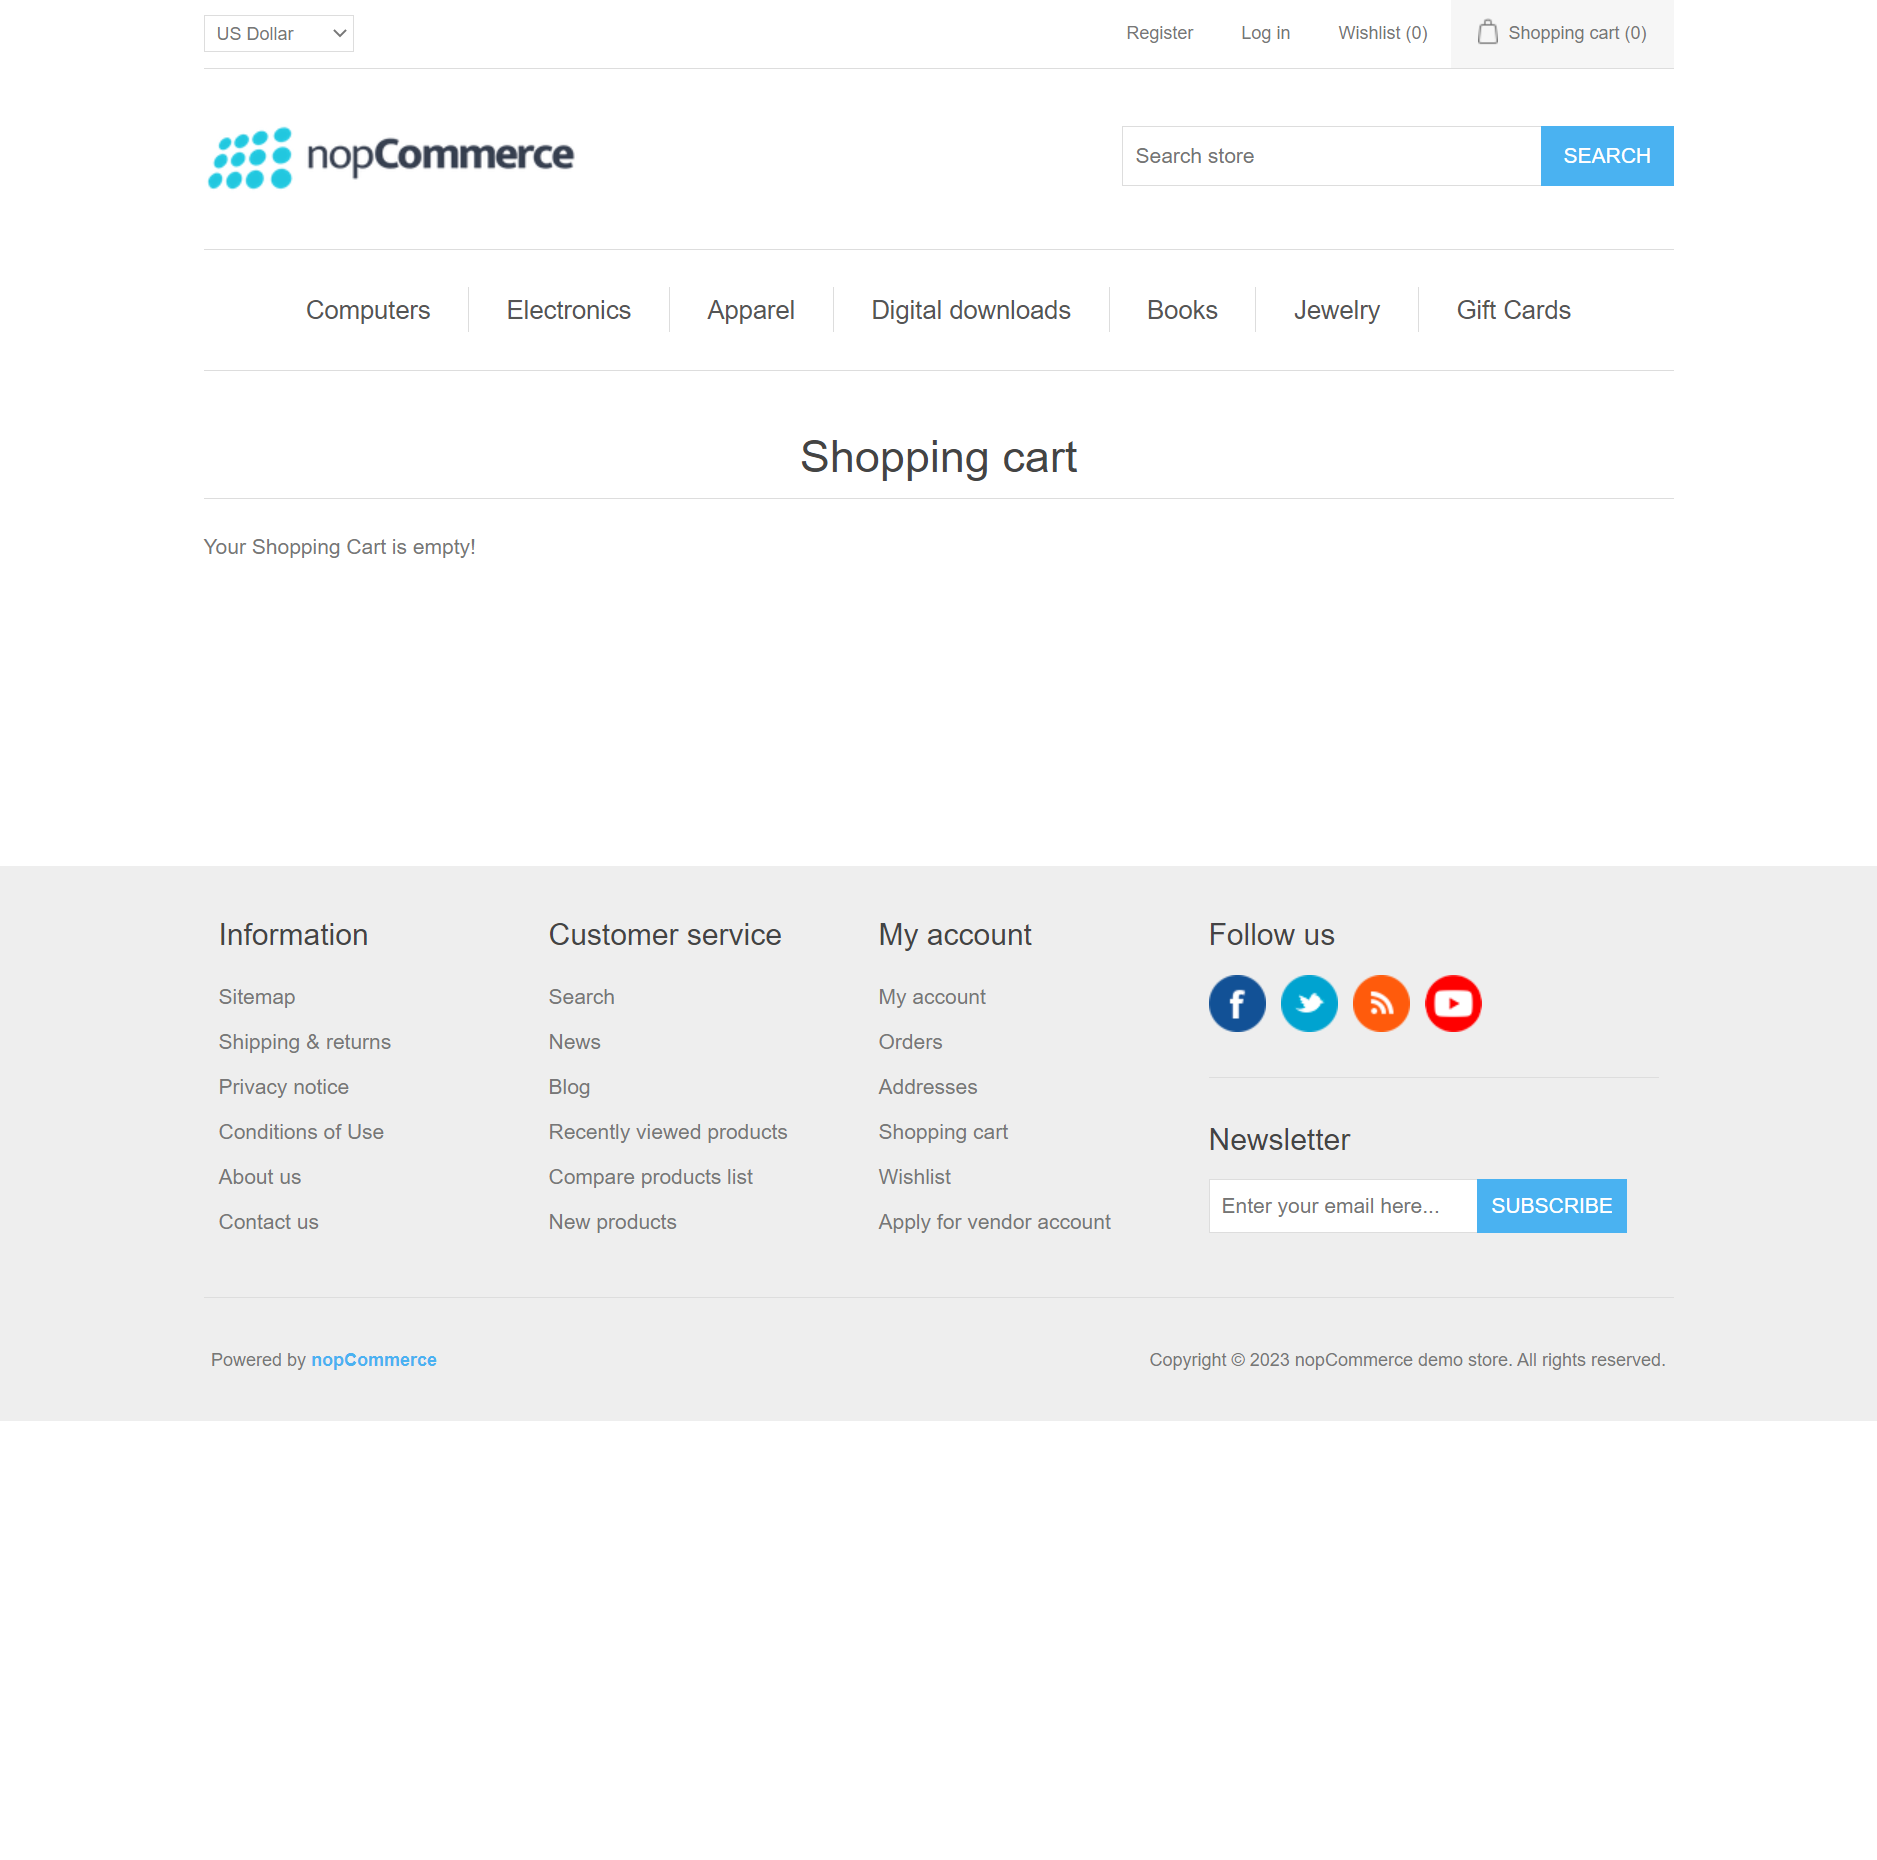 US Dollar
Register
Log in
Wishlist (0)
Shopping cart (0)
nopCommerce
Search store
SEARCH
Computers
Electronics
Apparel
Digital downloads
Books
Jewelry
Gift Cards
Shopping cart
Your Shopping Cart is empty!
Information
Sitemap
Shipping & returns
Privacy notice
Conditions of Use
About us
Contact us
Customer service
Search
News
Blog
Recently viewed products
Compare products list
New products
My account
My account
Orders
Addresses
Shopping cart
Wishlist
Apply for vendor account
Follow us
Newsletter
Enter your email here...
SUBSCRIBE
Powered by nopCommerce
Copyright © 2023 nopCommerce demo store. All rights reserved.